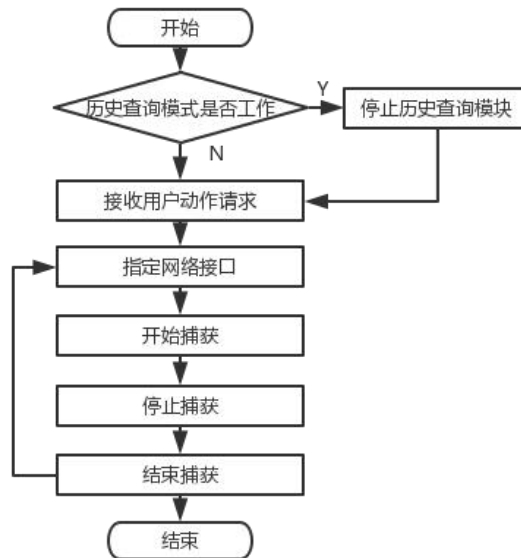 开始
历史查询模式是否工作
Y
停止历史查询模块
N
接收用户动作请求
指定网络接口
开始捕获
停止捕获
结束捕获
结束